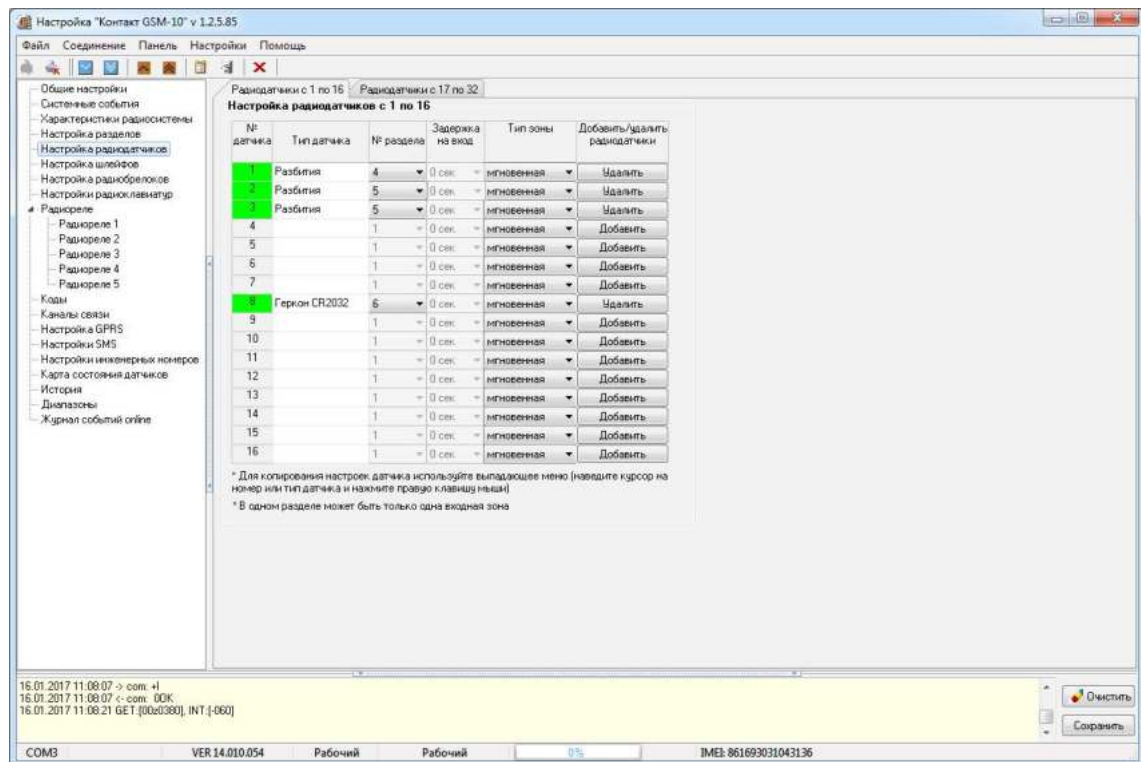 Настройка "Контакт GSM-10" v 1.2.5.85
Файл Соединение Панель Настройки Помощь
Общие настройки
Системные события
Характеристики радиосистемы
Настройка разделов
Настройка радиодатчиков
Настройка шлейфов
Настройка радиобрелоков
Настройки радиоклавиатур
Радиореле
Радиореле 1
Радиореле 2
Радиореле 3
Радиореле 4
Радиореле 5
Коды
Каналы связи
Настройка GPRS
Настройки SMS
Настройки инженерных номеров
Карта состояния датчиков
История
Диапазоны
Журнал событий online
Радиодатчики с 1 по 16 Радиодатчики с 17 по 32
Настройка радиодатчиков с 1 по 16
№ датчика Тип датчика № раздела Задержка на вход Тип зоны Добавить/удалить радиодатчики
1 Разбития 4 0 сек. мгновенная Удалить
2 Разбития 5 0 сек. мгновенная Удалить
3 Разбития 5 0 сек. мгновенная Удалить
4 1 0 сек. мгновенная Добавить
5 1 0 сек. мгновенная Добавить
6 1 0 сек. мгновенная Добавить
7 1 0 сек. мгновенная Добавить
8 Геркон CR2032 6 0 сек. мгновенная Удалить
9 1 0 сек. мгновенная Добавить
10 1 0 сек. мгновенная Добавить
11 1 0 сек. мгновенная Добавить
12 1 0 сек. мгновенная Добавить
13 1 0 сек. мгновенная Добавить
14 1 0 сек. мгновенная Добавить
15 1 0 сек. мгновенная Добавить
16 1 0 сек. мгновенная Добавить
* Для копирования настроек датчика используйте выпадающее меню (наведите курсор на
номер или тип датчика и нажмите правую клавишу мыши)
* В одном разделе может быть только одна входная зона
16.01.2017 11:08:07 -> com: +I
16.01.2017 11:08:07 <- com: 0OK
16.01.2017 11:08:21 GET:[00z0380], INT:[-060]
Очистить
Сохранить
COM3 VER 14.010.054 Рабочий Рабочий 0% IMEI: 861693031043136